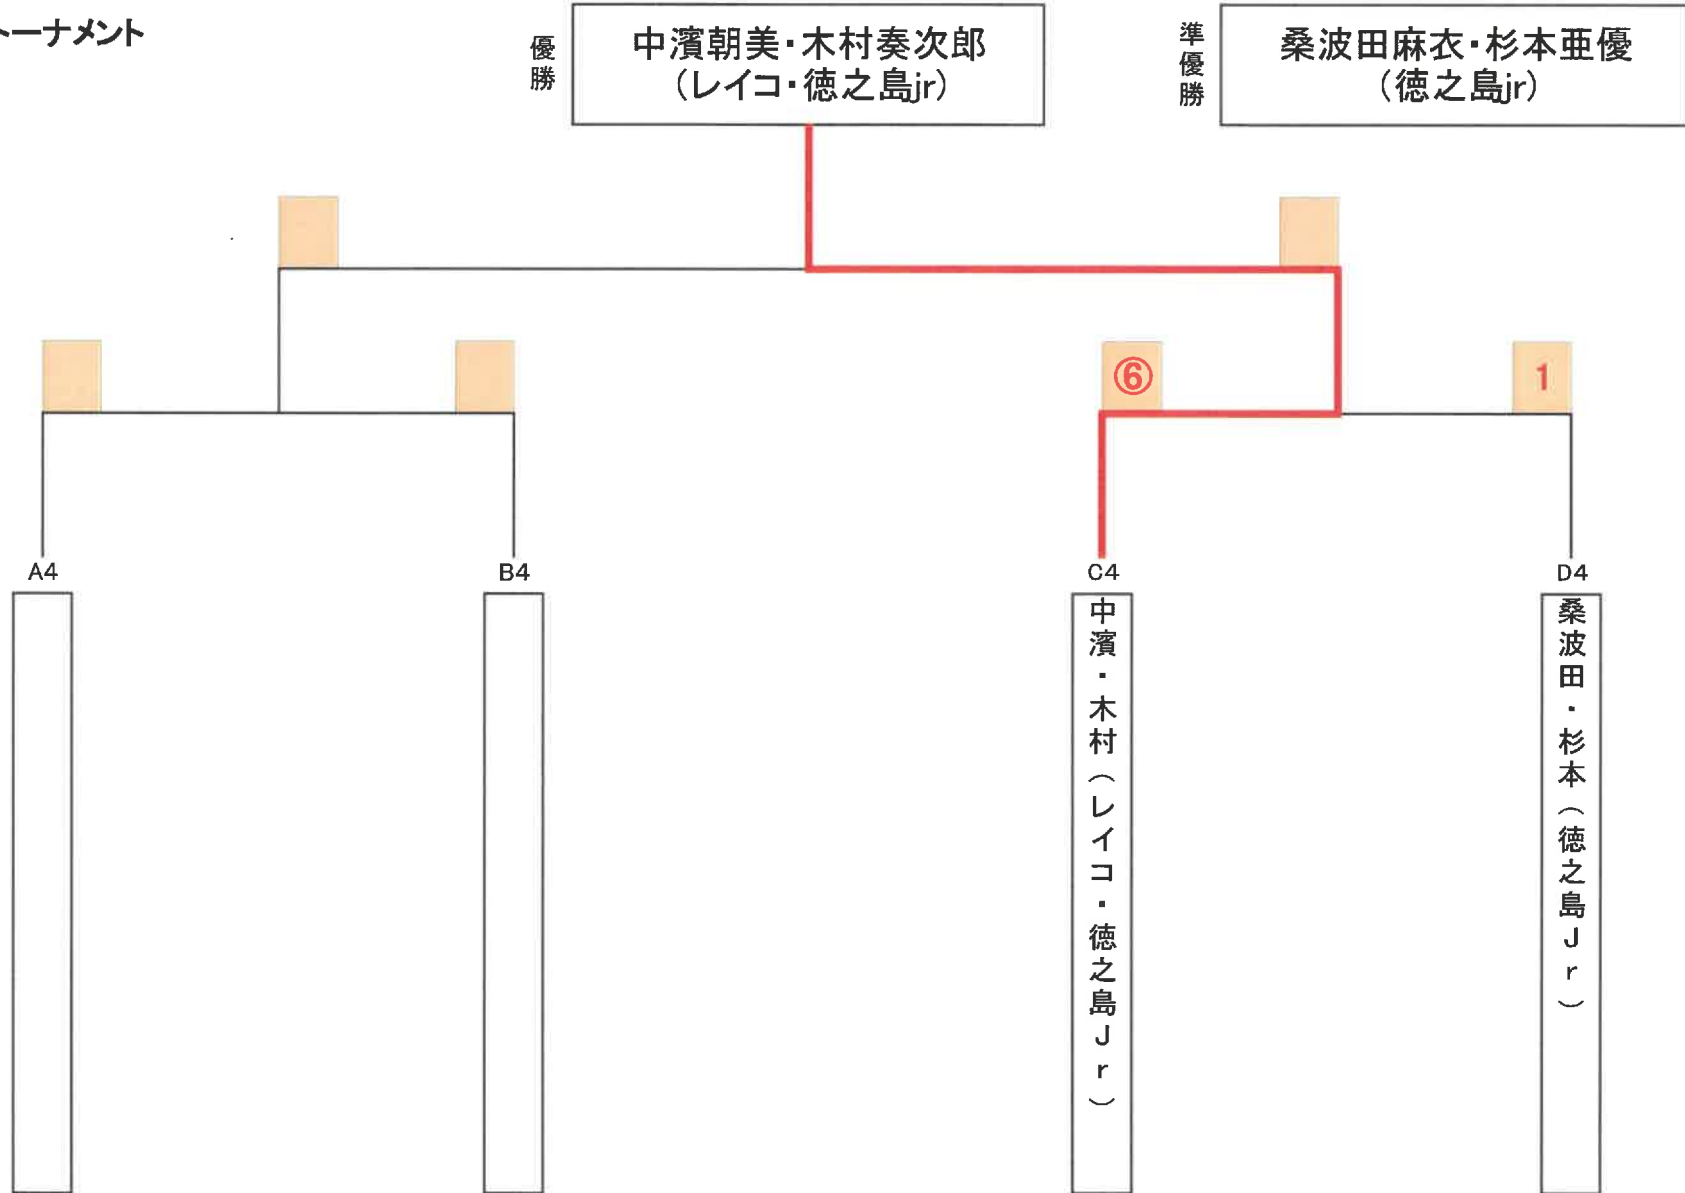 トーナメント
優勝
中濱朝美・木村奏次郎
(レイコ・徳之島jr)
準優勝
桑波田麻衣・杉本亜優
(徳之島jr)
⑥
1
A4
B4
C4
D4
中濱・木村(レイコ・徳之島Jr)
桑波田・杉本(徳之島Jr)